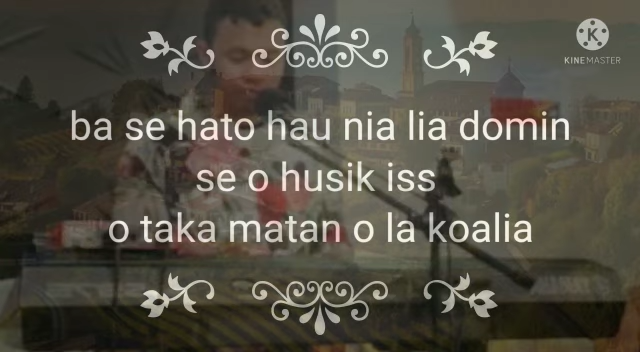 KINEMASTER
ba se hato hau nia lia domin
se o husik iss
o taka matan o la koalia